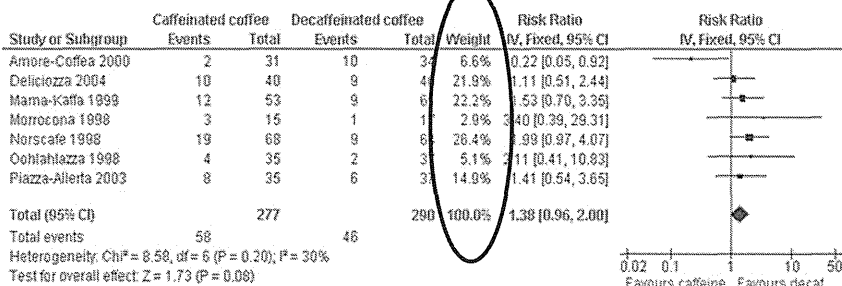 Caffeinated coffee Decaffeinated coffee Risk Ratio Risk Ratio
Study or Subgroup Events Total Events Total Weight IV, Fixed, 95% CI IV, Fixed, 95% CI
Amore-Coffea 2000 2 31 10 34 6.6% 0.22 [0.05, 0.92]
Deliciozza 2004 10 40 9 21.9% 1.11 [0.51, 2.44]
Mama-Kaffa 1999 12 53 9 22.2% 1.53 [0.70, 3.35]
Morrocona 1998 3 15 1 2.9% 3.40 [0.39, 29.31]
Norscafe 1998 19 68 9 26.4% 1.99 [0.97, 4.07]
Oohlahlazza 1998 4 35 2 5.1% 2.11 [0.41, 10.83]
Piazza-Allerta 2003 8 35 6 37 14.9% 1.41 [0.54, 3.65]
Total (95% CI) 277 290 100.0% 1.38 [0.96, 2.00]
Total events 58 46
Heterogeneity: Chi² = 8.58, df = 6 (P = 0.20); I² = 30%
Test for overall effect: Z = 1.73 (P = 0.08)
0.02 0.1 1 10 50
Favours caffeine Favours decaf